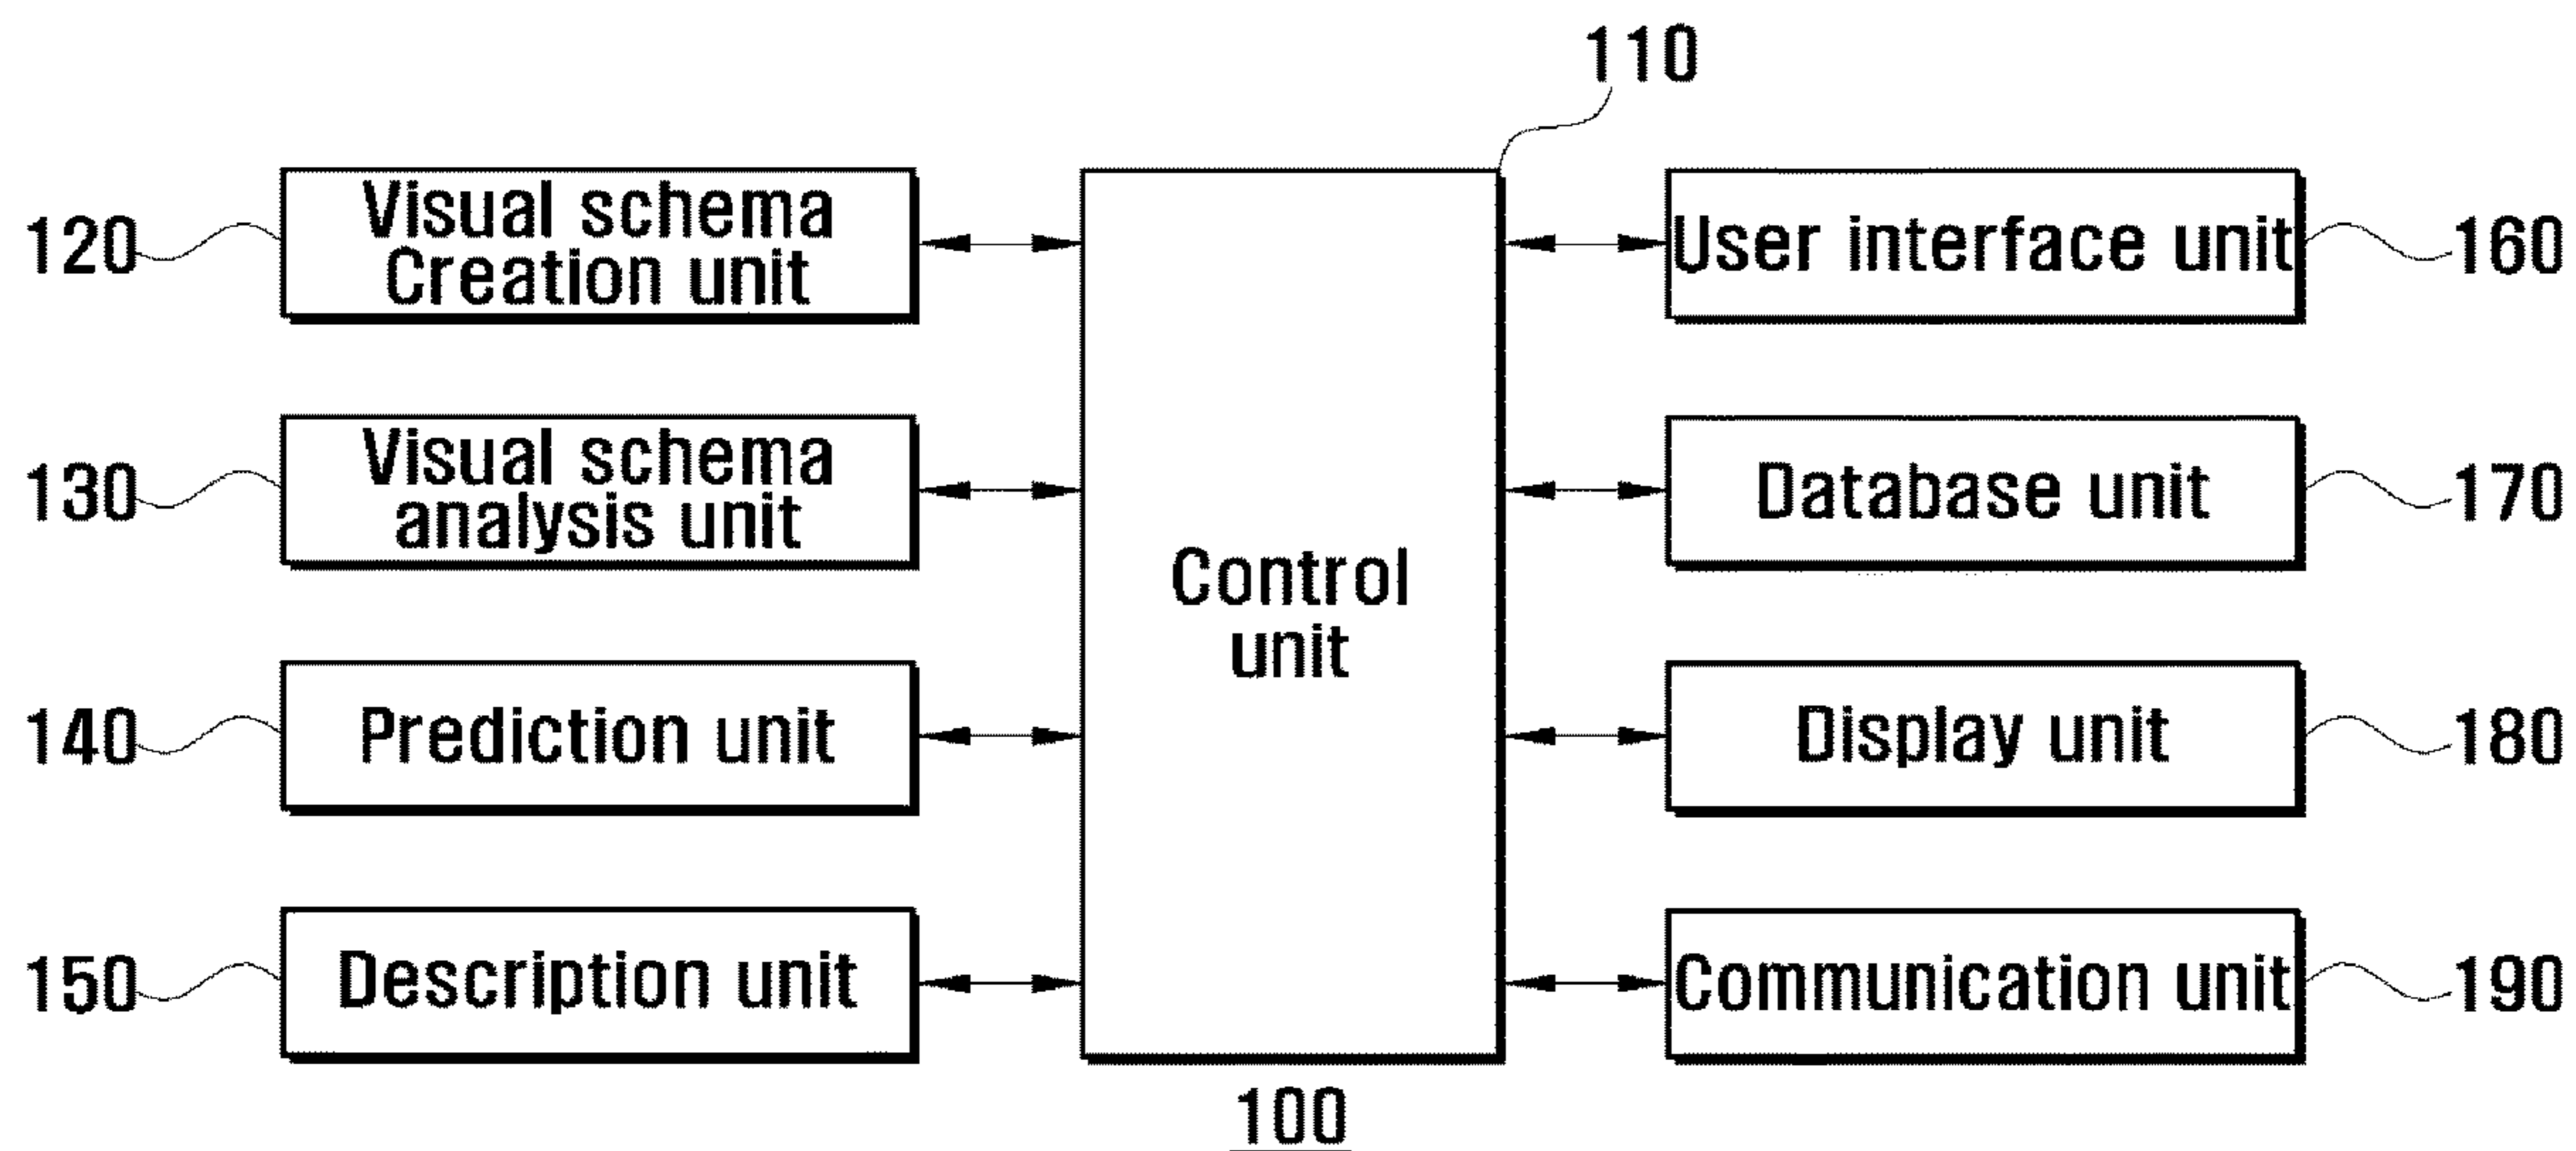 110
120
Visual schema
Creation unit
User interface unit
160
130
Visual schema
analysis unit
Database unit
170
Control
unit
140
Prediction unit
Display unit
180
150
Description unit
Communication unit
190
100